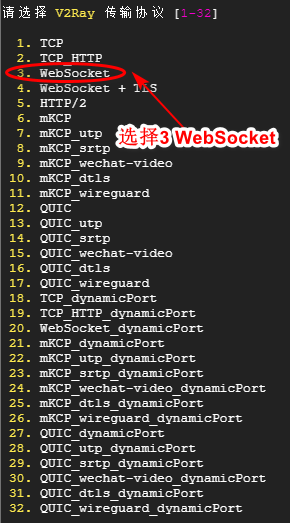 请选择 V2Ray 传输协议 [1-32]
1. TCP
2. TCP_HTTP
3. WebSocket
4. WebSocket + TLS
5. HTTP/2
6. mKCP
7. mKCP_utp
8. mKCP_srtp
9. mKCP_wechat-video
10. mKCP_dtls
11. mKCP_wireguard
12. QUIC
13. QUIC_utp
14. QUIC_srtp
15. QUIC_wechat-video
16. QUIC_dtls
17. QUIC_wireguard
18. TCP_dynamicPort
19. TCP_HTTP_dynamicPort
20. WebSocket_dynamicPort
21. mKCP_dynamicPort
22. mKCP_utp_dynamicPort
23. mKCP_srtp_dynamicPort
24. mKCP_wechat-video_dynamicPort
25. mKCP_dtls_dynamicPort
26. mKCP_wireguard_dynamicPort
27. QUIC_dynamicPort
28. QUIC_utp_dynamicPort
29. QUIC_srtp_dynamicPort
30. QUIC_wechat-video_dynamicPort
31. QUIC_dtls_dynamicPort
32. QUIC_wireguard_dynamicPort
选择3 WebSocket